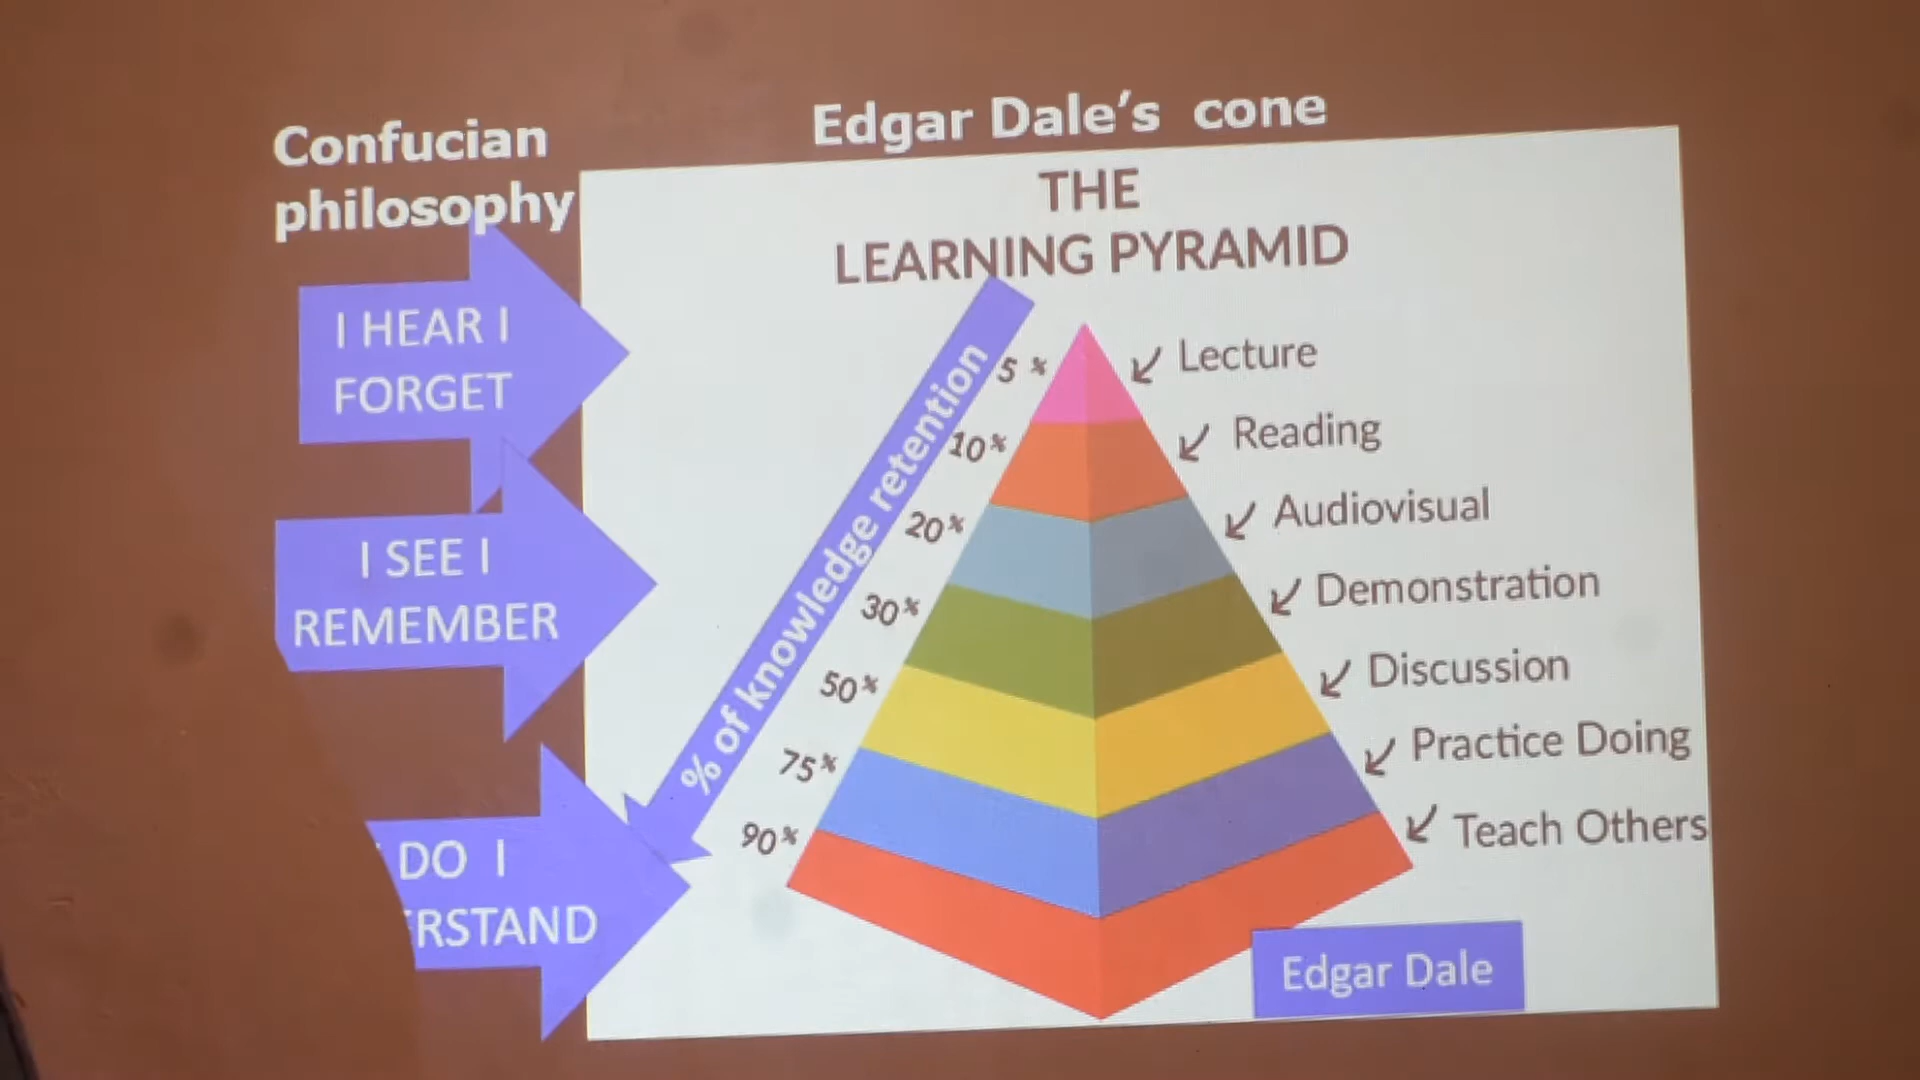 Confucian
philosophy
Edgar Dale's cone
THE
LEARNING PYRAMID
I HEAR I
FORGET
I SEE I
REMEMBER
DO I
ERSTAND
% of knowledge retention
5 %
Lecture
10%
Reading
20%
Audiovisual
30%
Demonstration
50%
Discussion
75%
Practice Doing
90%
Teach Others
Edgar Dale